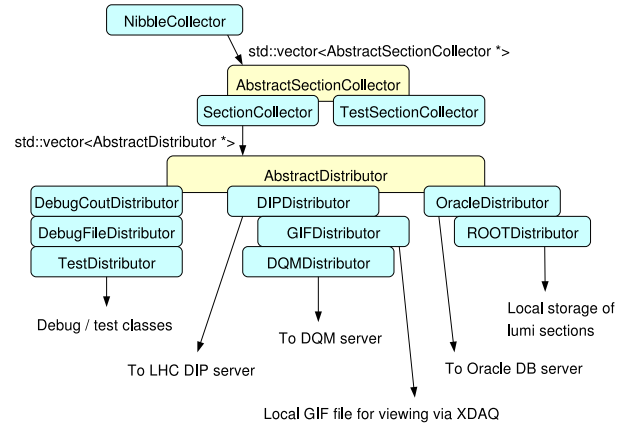 NibbleCollector
std::vector<AbstractSectionCollector *>
AbstractSectionCollector
SectionCollector
TestSectionCollector
std::vector<AbstractDistributor *>
AbstractDistributor
DebugCoutDistributor
DIPDistributor
OracleDistributor
DebugFileDistributor
GIFDistributor
ROOTDistributor
TestDistributor
DQMDistributor
Debug / test classes
To DQM server
Local storage of
lumi sections
To LHC DIP server
To Oracle DB server
Local GIF file for viewing via XDAQ